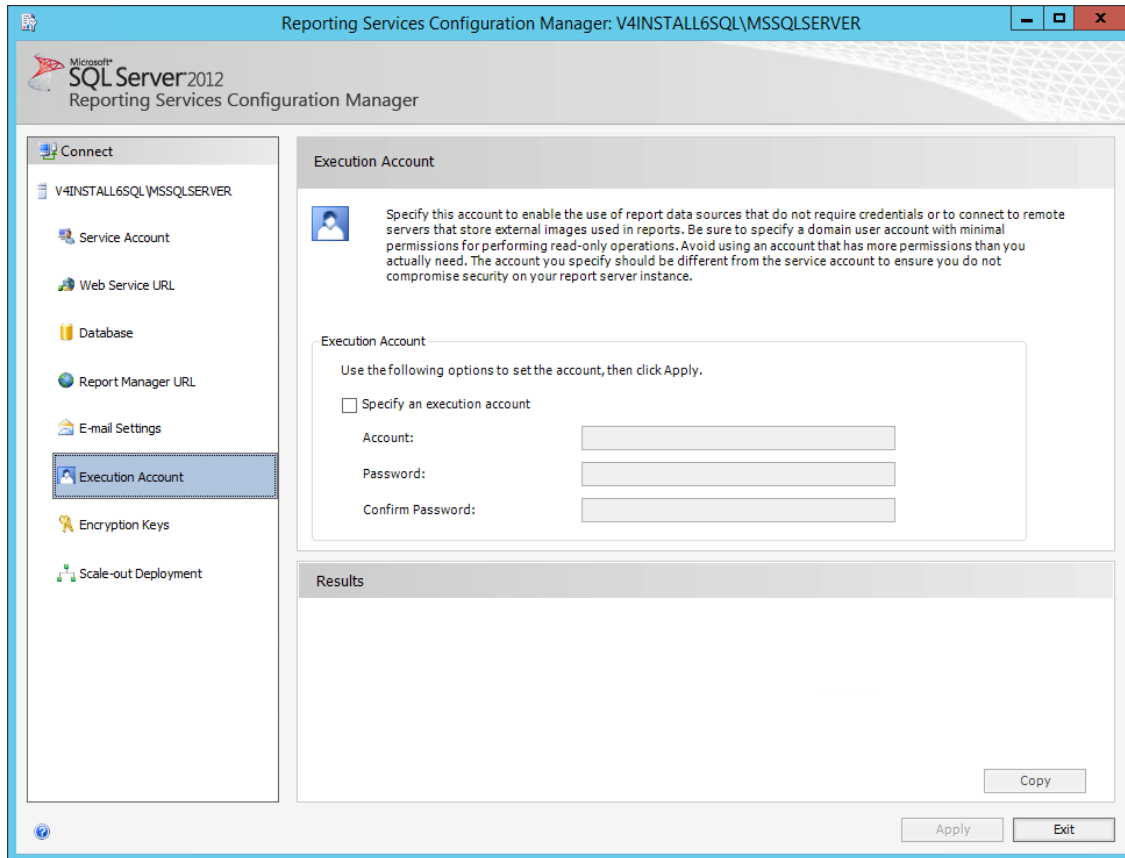 Reporting Services Configuration Manager: V4INSTALL6SQL\MSSQLSERVER
Microsoft®
SQL Server 2012
Reporting Services Configuration Manager
Connect
V4INSTALL6SQL\MSSQLSERVER
Service Account
Web Service URL
Database
Report Manager URL
E-mail Settings
Execution Account
Encryption Keys
Scale-out Deployment
Execution Account
Specify this account to enable the use of report data sources that do not require credentials or to connect to remote
servers that store external images used in reports. Be sure to specify a domain user account with minimal
permissions for performing read-only operations. Avoid using an account that has more permissions than you
actually need. The account you specify should be different from the service account to ensure you do not
compromise security on your report server instance.
Execution Account
Use the following options to set the account, then click Apply.
Specify an execution account
Account:
Password:
Confirm Password:
Results
Copy
Apply
Exit